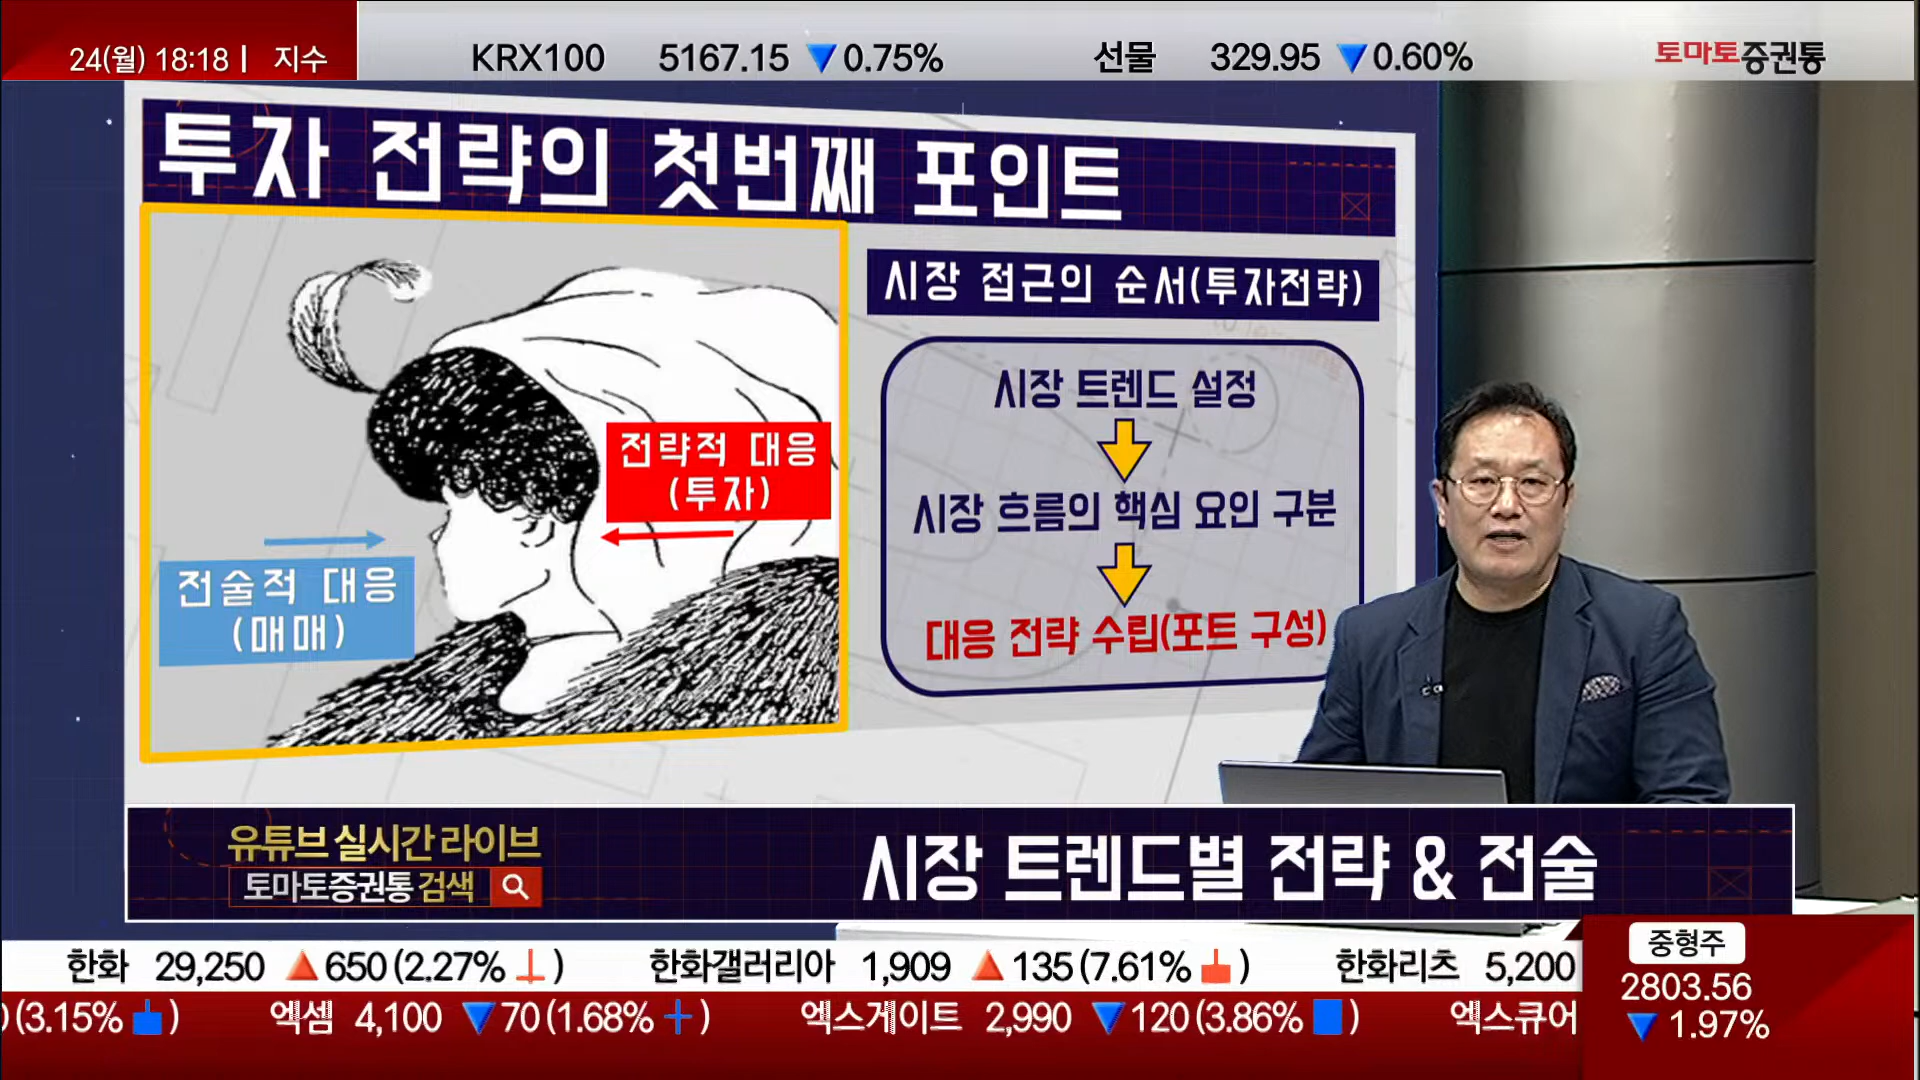 24(월) 18:18 | 지수
KRX100 5167.15 ▼0.75% 선물 329.95 ▼0.60%
토마토증권통
투자 전략의 첫번째 포인트
전략적 대응
(투자)
전술적 대응
(매매)
시장 접근의 순서(투자전략)
시장 트렌드 설정
시장 흐름의 핵심 요인 구분
대응 전략 수립(포트 구성)
유튜브 실시간 라이브
토마토증권통 검색
시장 트렌드별 전략 & 전술
한화 29,250 ▲650(2.27%) 한화갤러리아 1,909 ▲135(7.61%) 한화리츠 5,200
0(3.15%) 엑셈 4,100 ▼70(1.68%) 엑스게이트 2,990 ▼120(3.86%) 엑스큐어
중형주
2803.56
▼1.97%